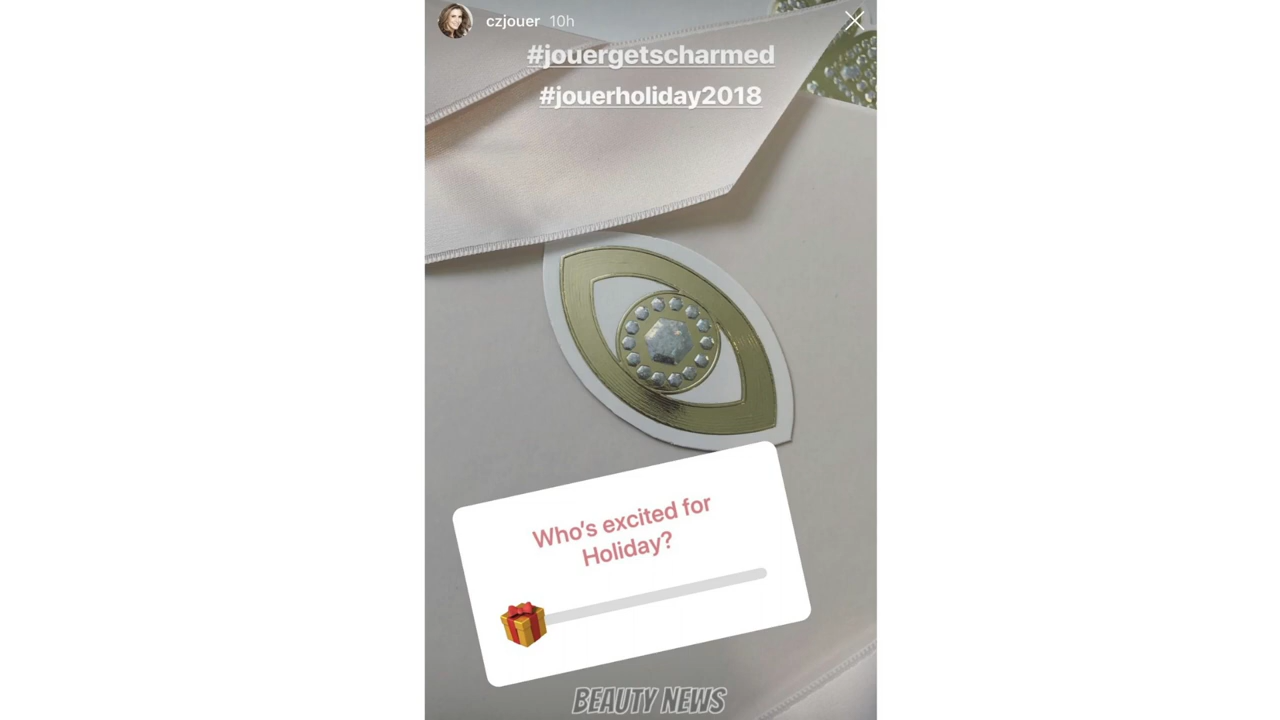 czjouer 10h
#jouergetscharmed
#jouerholiday2018
Who's excited for
Holiday?
BEAUTY NEWS